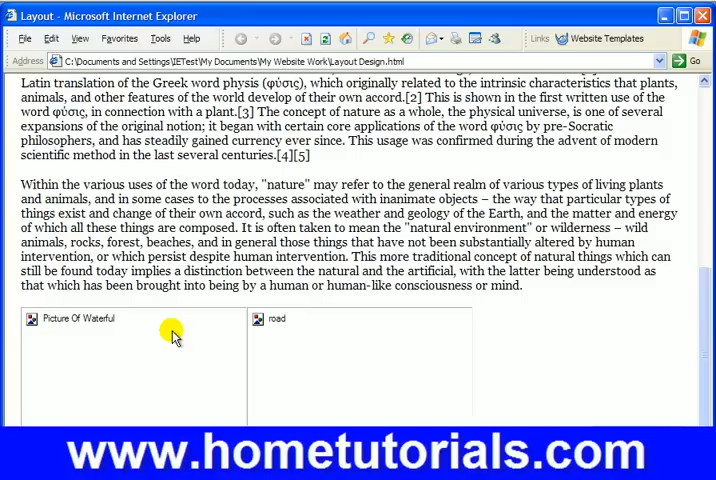 Layout - Microsoft Internet Explorer
File Edit View Favorites Tools Help Links Website Templates
Address C:\Documents and Settings\IETest\My Documents\My Website Work\Layout Design.html Go
Latin translation of the Greek word physis (φύσις), which originally related to the intrinsic characteristics that plants,
animals, and other features of the world develop of their own accord.[2] This is shown in the first written use of the
word φύσις, in connection with a plant.[3] The concept of nature as a whole, the physical universe, is one of several
expansions of the original notion; it began with certain core applications of the word φύσις by pre-Socratic
philosophers, and has steadily gained currency ever since. This usage was confirmed during the advent of modern
scientific method in the last several centuries.[4][5]
Within the various uses of the word today, "nature" may refer to the general realm of various types of living plants
and animals, and in some cases to the processes associated with inanimate objects – the way that particular types of
things exist and change of their own accord, such as the weather and geology of the Earth, and the matter and energy
of which all these things are composed. It is often taken to mean the "natural environment" or wilderness – wild
animals, rocks, forest, beaches, and in general those things that have not been substantially altered by human
intervention, or which persist despite human intervention. This more traditional concept of natural things which can
still be found today implies a distinction between the natural and the artificial, with the latter being understood as
that which has been brought into being by a human or human-like consciousness or mind.
Picture Of Waterful road
www.hometutorials.com